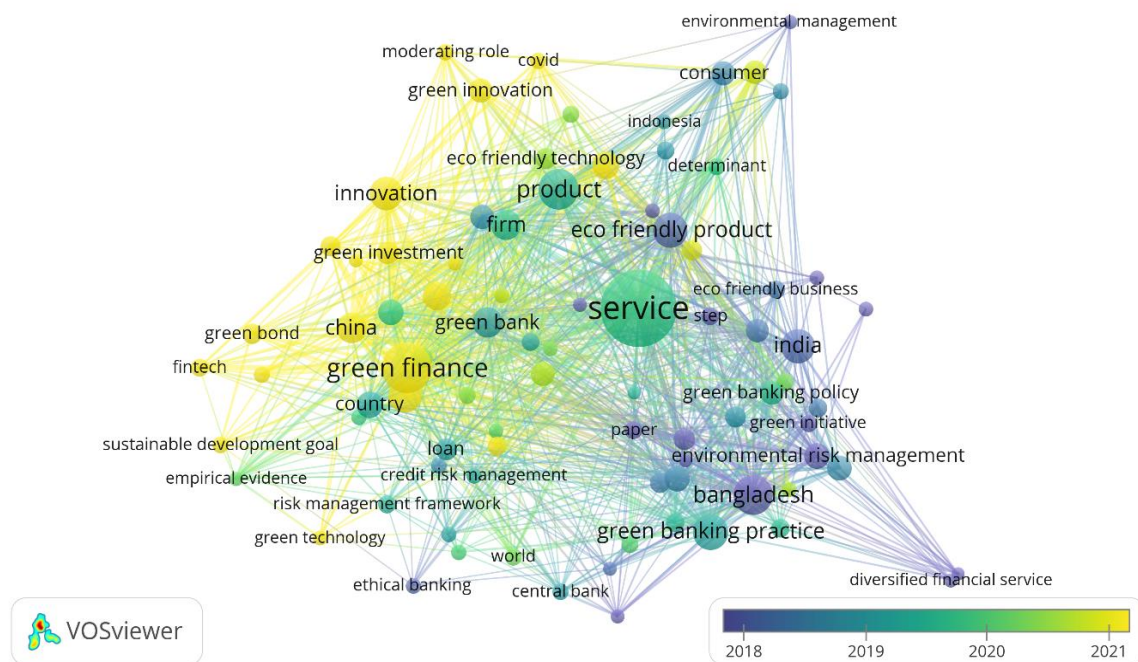 environmental management
moderating role
covid
consumer
green innovation
indonesia
eco friendly technology
determinant
innovation
product
firm
eco friendly product
green investment
eco friendly business
service
step
green bond
china
green bank
india
fintech
green finance
country
green banking policy
green initiative
paper
sustainable development goal
loan
environmental risk management
empirical evidence
credit risk management
bangladesh
risk management framework
green banking practice
green technology
world
ethical banking
central bank
diversified financial service
VOSviewer
2018 2019 2020 2021